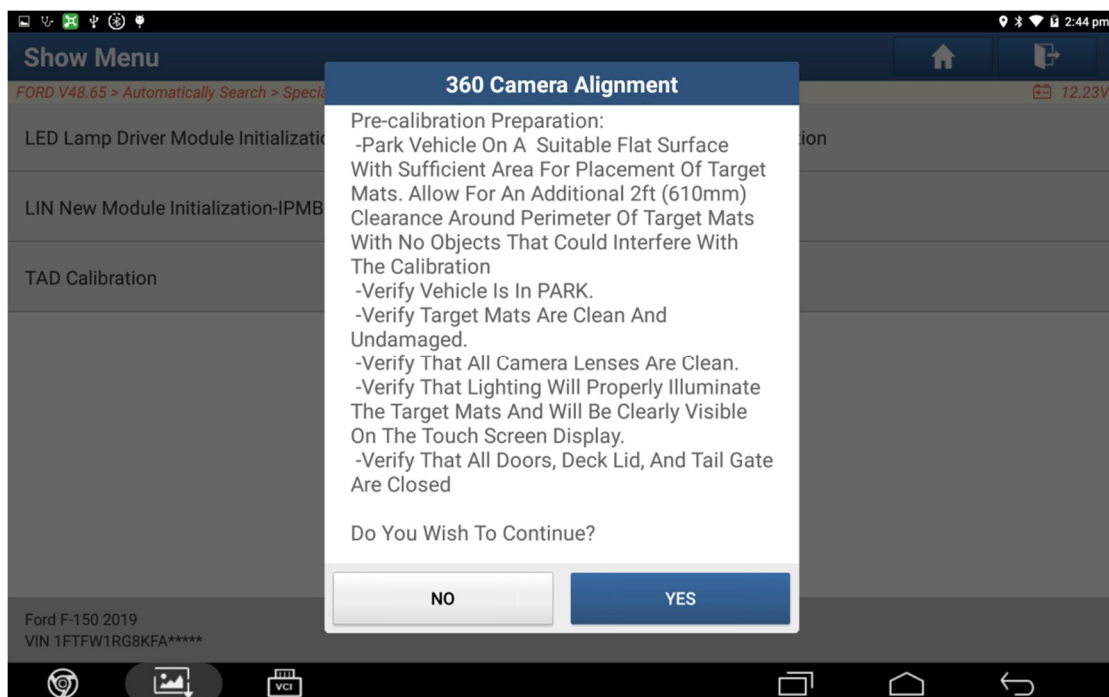 2:44 pm
Show Menu
FORD V48.65 > Automatically Search > Specia
12.23V
360 Camera Alignment
LED Lamp Driver Module Initializatio
ion
LIN New Module Initialization-IPMB
TAD Calibration
Pre-calibration Preparation:
-Park Vehicle On A Suitable Flat Surface
With Sufficient Area For Placement Of Target
Mats. Allow For An Additional 2ft (610mm)
Clearance Around Perimeter Of Target Mats
With No Objects That Could Interfere With
The Calibration
-Verify Vehicle Is In PARK.
-Verify Target Mats Are Clean And
Undamaged.
-Verify That All Camera Lenses Are Clean.
-Verify That Lighting Will Properly Illuminate
The Target Mats And Will Be Clearly Visible
On The Touch Screen Display.
-Verify That All Doors, Deck Lid, And Tail Gate
Are Closed
Do You Wish To Continue?
NO
YES
Ford F-150 2019
VIN 1FTFW1RG8KFA*****
VCI